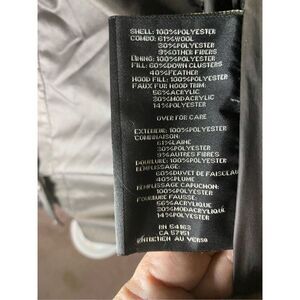 SHELL: 100%POLYESTER
COMBO: 61%WOOL
30%POLYESTER
9%OTHER FIBERS
LINING: 100%POLYESTER
FILL: 60%DOWN CLUSTERS
40%FEATHER
HOOD FILL: 100%POLYESTER
FAUX FUR HOOD TRIM:
56%ACRYLIC
30%MODACRYLIC
14%POLYESTER
OVER FOR CARE
EXTERIEUR: 100%POLYESTER
COMBINAISON:
61%LAINE
30%POLYESTER
9%AUTRES FIBRES
DOUBLURE: 100%POLYESTER
REMPLISSAGE:
60%DUVET DE FAISCEAU
40%PLUME
REMPLISSAGE CAPUCHON:
100%POLYESTER
FOURRURE FAUSSE:
56%ACRYLIQUE
30%MODACRYLIQUE
14%POLYESTER
RN 54163
CA 57151
ENTRETIEN AU VERSO